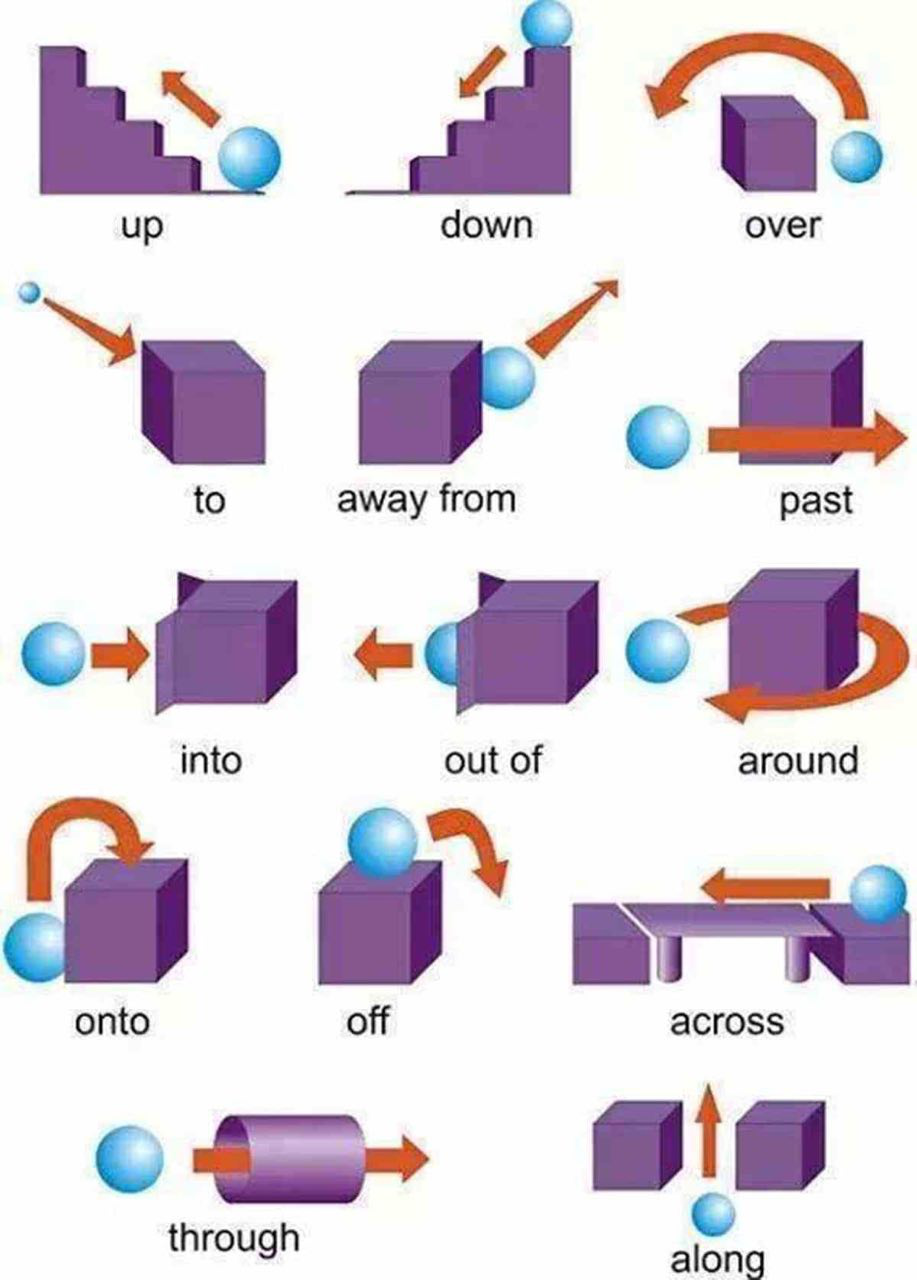 up
down
over
to
away from
past
into
out of
around
onto
off
across
through
along